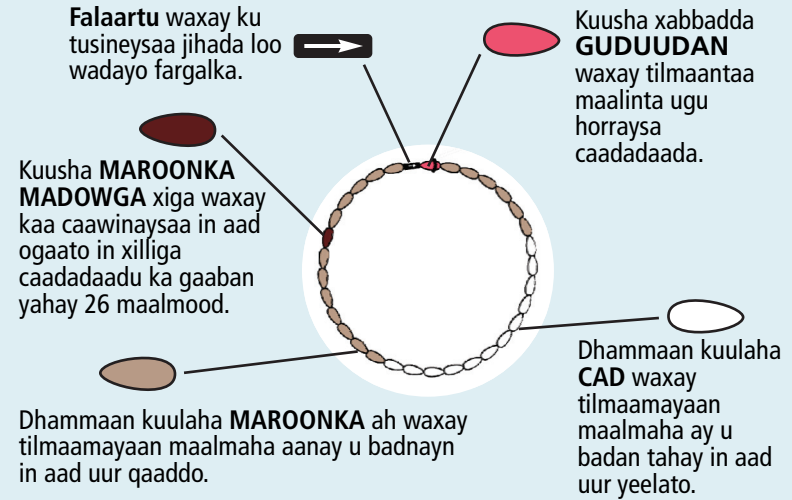 Falaartu waxay ku
tusineysaa jihada loo
wadayo fargalka.
Kuusha xabbadda
GUDUUDAN
waxay tilmaantaa
maalinta ugu
horraysa
caadadaada.
Kuusha MAROONKA
MADOWGA xiga waxay
kaa caawinaysaa in aad
ogaato in xilliga
caadadaadu ka gaaban
yahay 26 maalmood.
Dhammaan kuulaha
CAD waxay
tilmaamayaan
maalmaha ay u
badan tahay in aad
uur yeelato.
Dhammaan kuulaha MAROONKA ah waxay
tilmaamayaan maalmaha aanay u badnayn
in aad uur qaaddo.